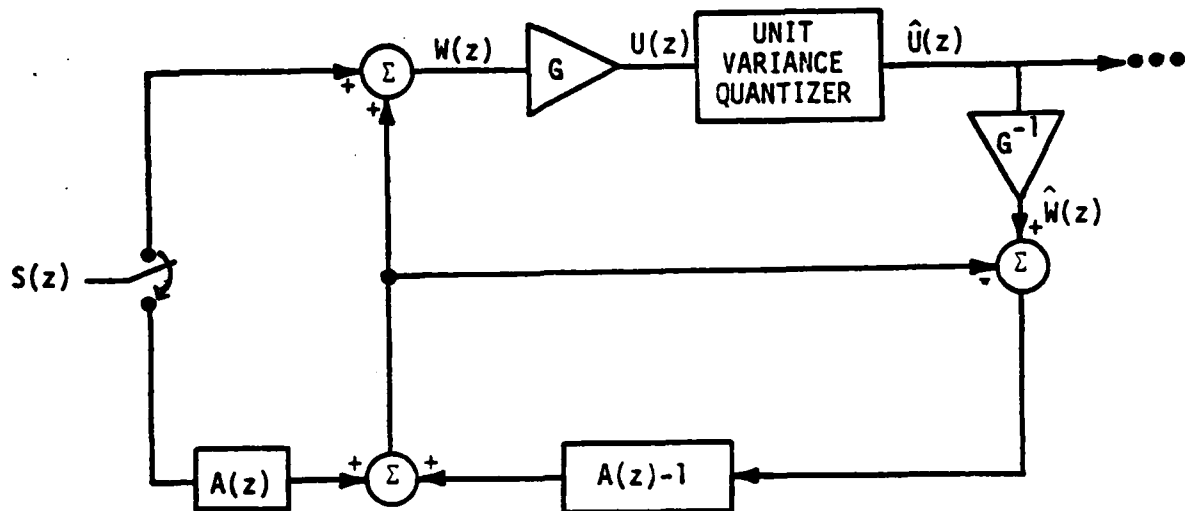 W(z)
G
U(z)
UNIT
VARIANCE
QUANTIZER
Û(z)
•••
Σ
+
+
G⁻¹
Ŵ(z)
+
Σ
-
S(z)
A(z)
+
Σ
+
A(z)-1